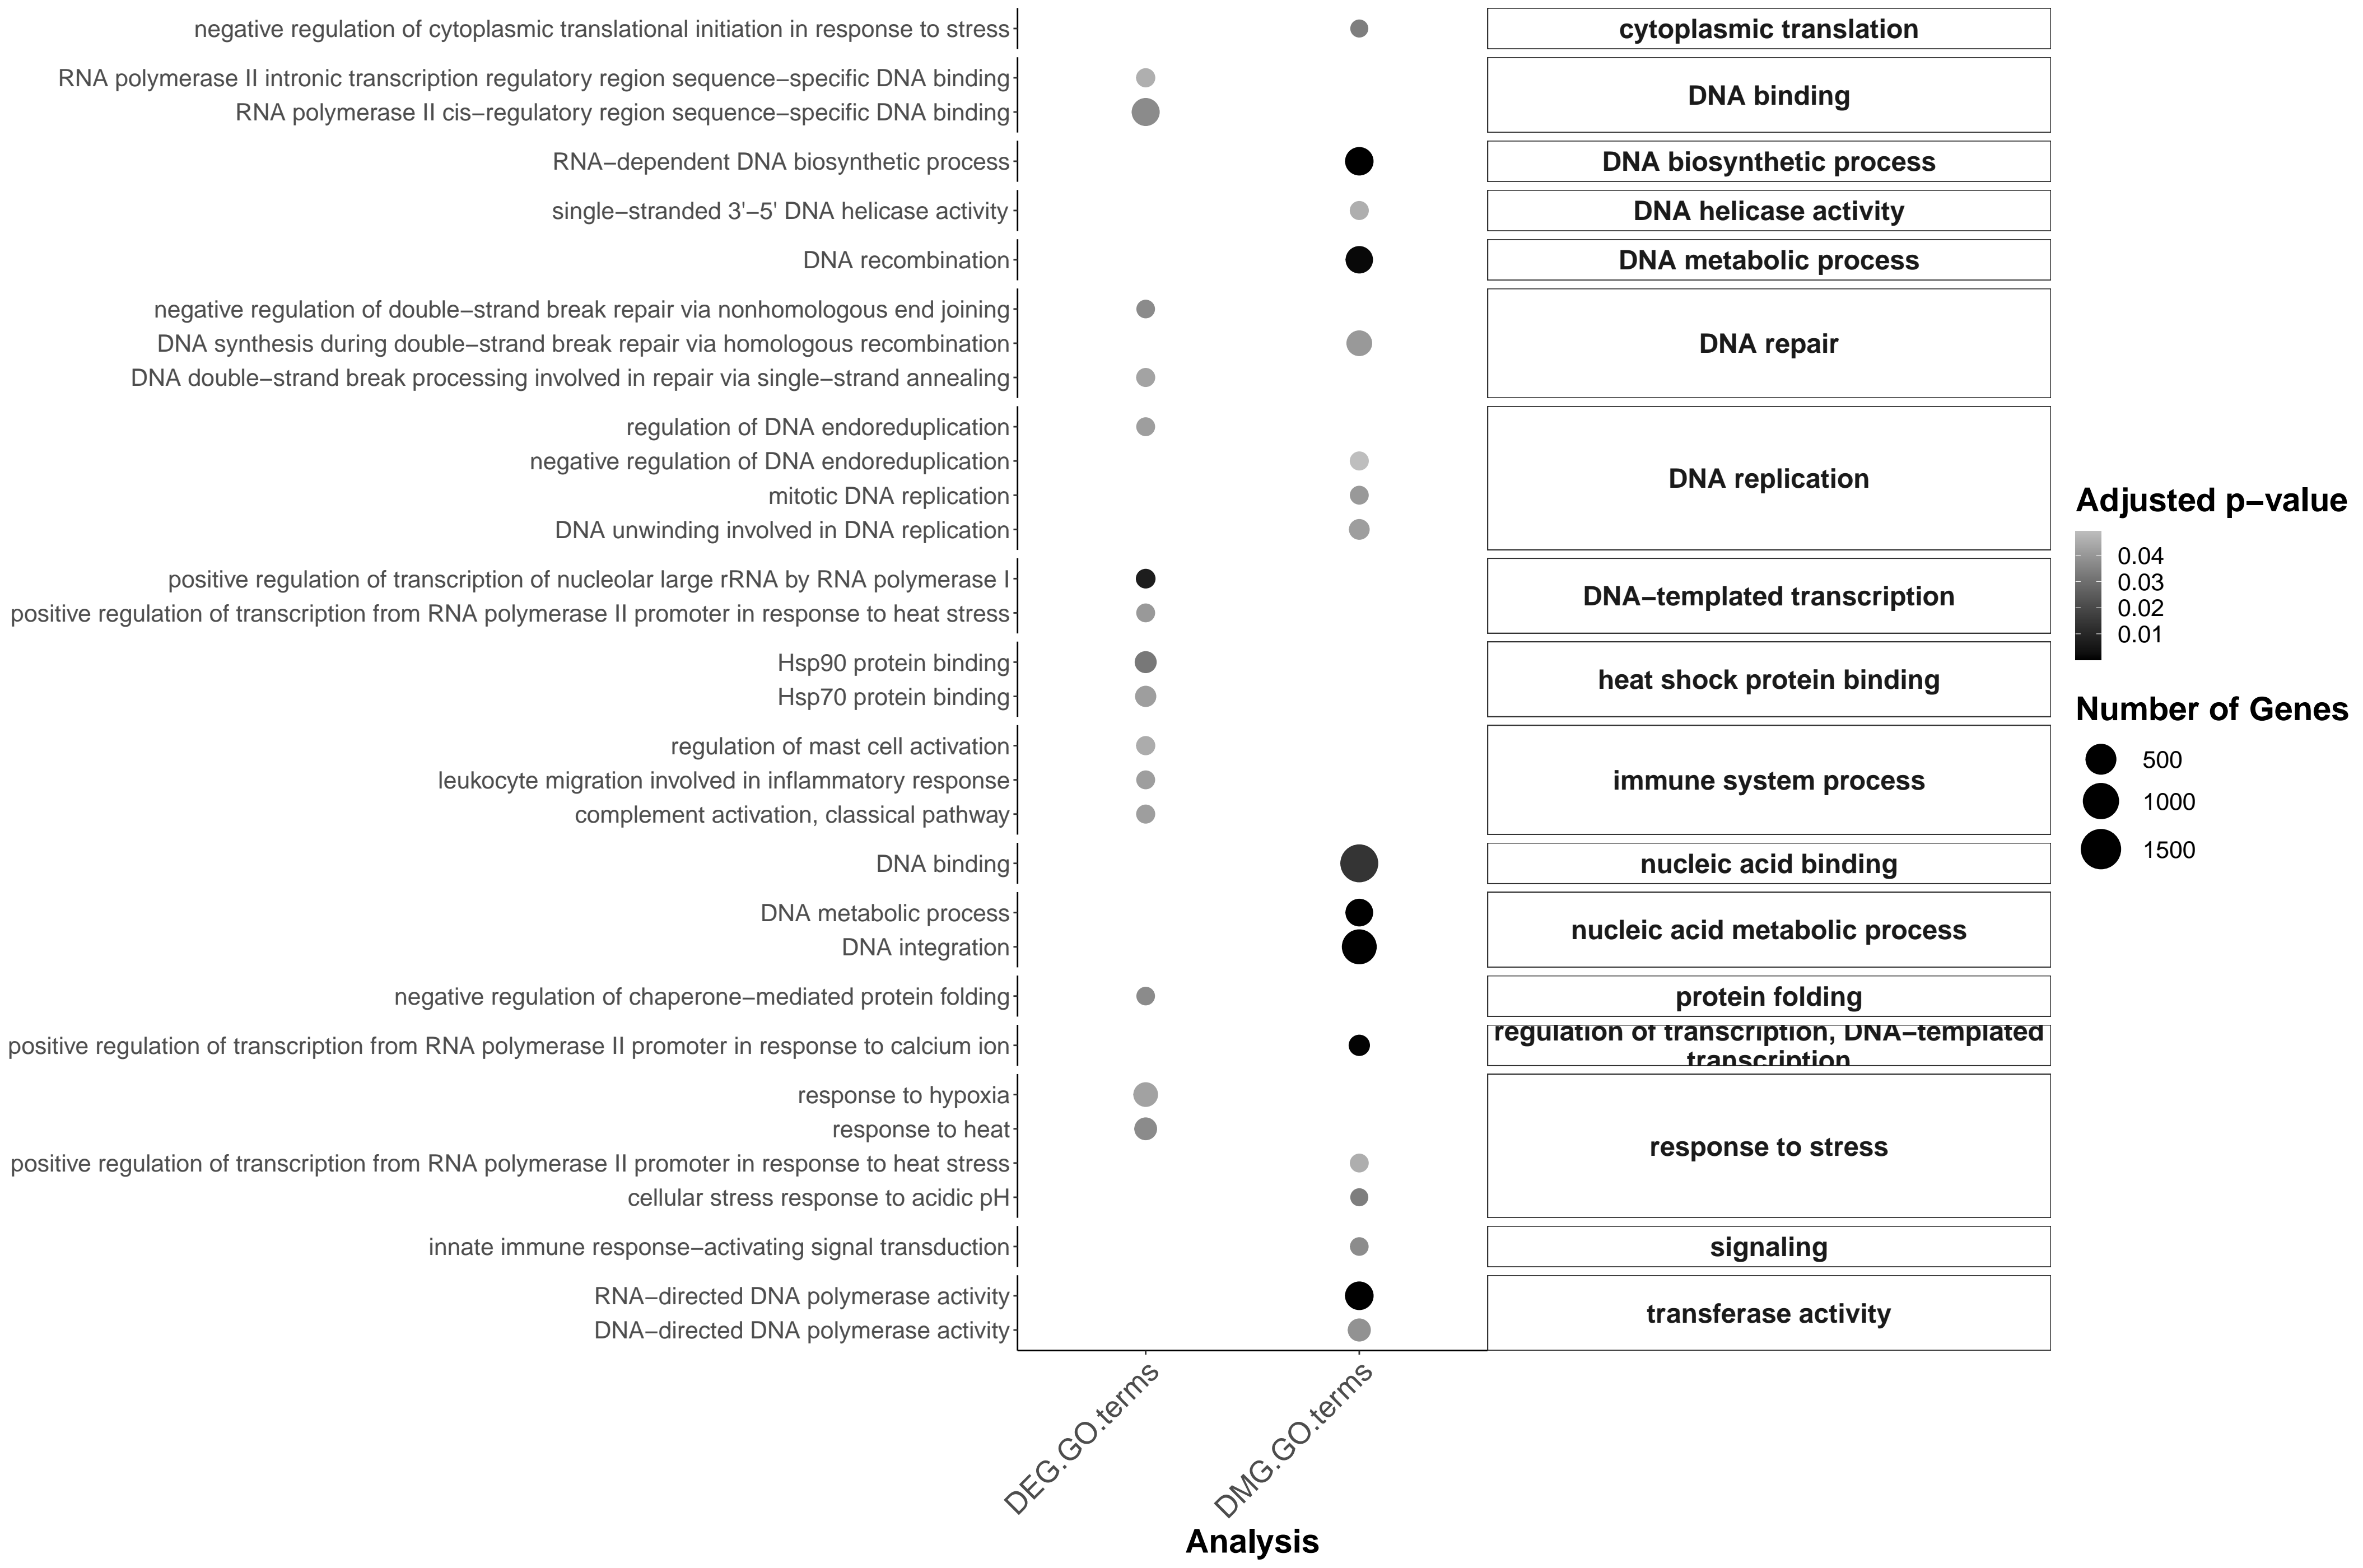 negative regulation of cytoplasmic translational initiation in response to stress
cytoplasmic translation
RNA polymerase II intronic transcription regulatory region sequence−specific DNA binding
RNA polymerase II cis−regulatory region sequence−specific DNA binding
DNA binding
RNA−dependent DNA biosynthetic process
DNA biosynthetic process
single−stranded 3'−5' DNA helicase activity
DNA helicase activity
DNA recombination
DNA metabolic process
negative regulation of double−strand break repair via nonhomologous end joining
DNA synthesis during double−strand break repair via homologous recombination
DNA double−strand break processing involved in repair via single−strand annealing
DNA repair
regulation of DNA endoreduplication
negative regulation of DNA endoreduplication
mitotic DNA replication
DNA unwinding involved in DNA replication
DNA replication
positive regulation of transcription of nucleolar large rRNA by RNA polymerase I
positive regulation of transcription from RNA polymerase II promoter in response to heat stress
DNA−templated transcription
Hsp90 protein binding
Hsp70 protein binding
heat shock protein binding
regulation of mast cell activation
leukocyte migration involved in inflammatory response
complement activation, classical pathway
immune system process
DNA binding
nucleic acid binding
DNA metabolic process
DNA integration
nucleic acid metabolic process
negative regulation of chaperone−mediated protein folding
protein folding
positive regulation of transcription from RNA polymerase II promoter in response to calcium ion
regulation of transcription, DNA−templated
transcription
response to hypoxia
response to heat
positive regulation of transcription from RNA polymerase II promoter in response to heat stress
cellular stress response to acidic pH
response to stress
innate immune response−activating signal transduction
signaling
RNA−directed DNA polymerase activity
DNA−directed DNA polymerase activity
transferase activity
DEG.GO.terms
DMG.GO.terms
Analysis
Adjusted p−value
0.04
0.03
0.02
0.01
Number of Genes
500
1000
1500